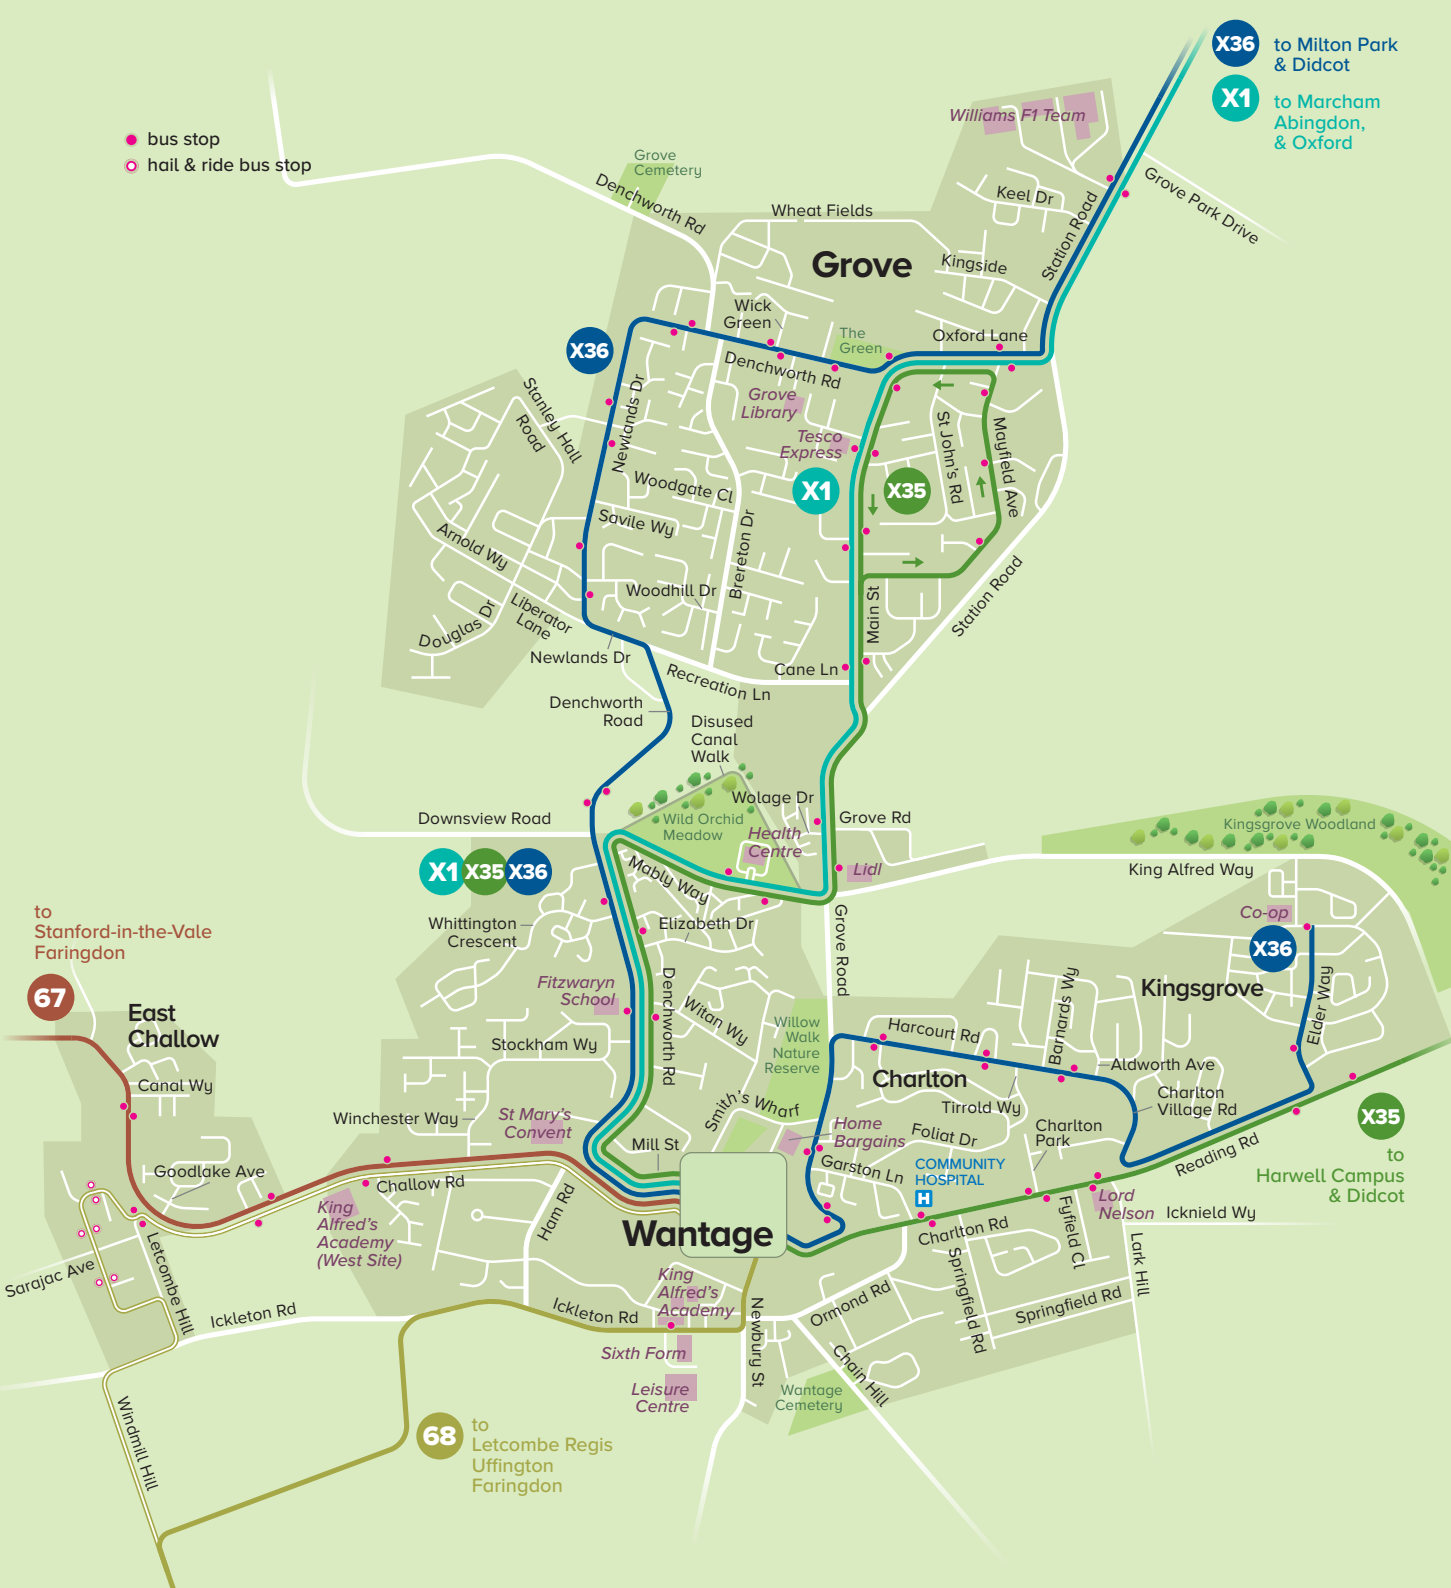 X36
to Milton Park
& Didcot
X1
to Marcham
Abingdon,
& Oxford
bus stop
hail & ride bus stop
Williams F1 Team
Grove
Cemetery
Denchworth Rd
Wheat Fields
Keel Dr
Station Road
Grove Park Drive
Grove
Kingside
Wick
Green
The
Green
Oxford Lane
X36
Denchworth Rd
Grove
Library
Tesco
Express
Stanley Hall
Road
Newlands Dr
Woodgate Cl
X1
X35
St John's Rd
Mayfield Ave
Savile Wy
Arnold Wy
Brereton Dr
Woodhill Dr
Liberator
Lane
Douglas Dr
Main St
Station Road
Newlands Dr
Recreation Ln
Cane Ln
Denchworth
Road
Disused
Canal
Walk
Wolage Dr
Grove Rd
Downsview Road
Wild Orchid
Meadow
Health
Centre
Kingsgrove Woodland
X1
X35
X36
Mably Way
Lidl
King Alfred Way
Whittington
Crescent
Elizabeth Dr
Grove Road
Co-op
X36
to
Stanford-in-the-Vale
Faringdon
67
East
Challow
Fitzwaryn
School
Denchworth Rd
Witan Wy
Kingsgrove
Elder Way
Barnards Wy
Willow
Walk
Nature
Reserve
Harcourt Rd
Stockham Wy
Charlton
Aldworth Ave
Canal Wy
Tirrold Wy
Charlton
Village Rd
Winchester Way
St Mary's
Convent
Smith's Wharf
Home
Bargains
Foliat Dr
Charlton
Park
X35
to
Harwell Campus
& Didcot
Mill St
Garston Ln
COMMUNITY
HOSPITAL
H
Reading Rd
Goodlake Ave
Challow Rd
King
Alfred's
Academy
(West Site)
Ham Rd
Wantage
Charlton Rd
Fyfield Cl
Lord
Nelson
Icknield Wy
Sarajac Ave
Letcombe Hill
Springfield Rd
Lark Hill
King
Alfred's
Academy
Ickleton Rd
Ickleton Rd
Newbury St
Ormond Rd
Springfield Rd
Sixth Form
Chain Hill
Leisure
Centre
Wantage
Cemetery
Windmill Hill
68
to
Letcombe Regis
Uffington
Faringdon